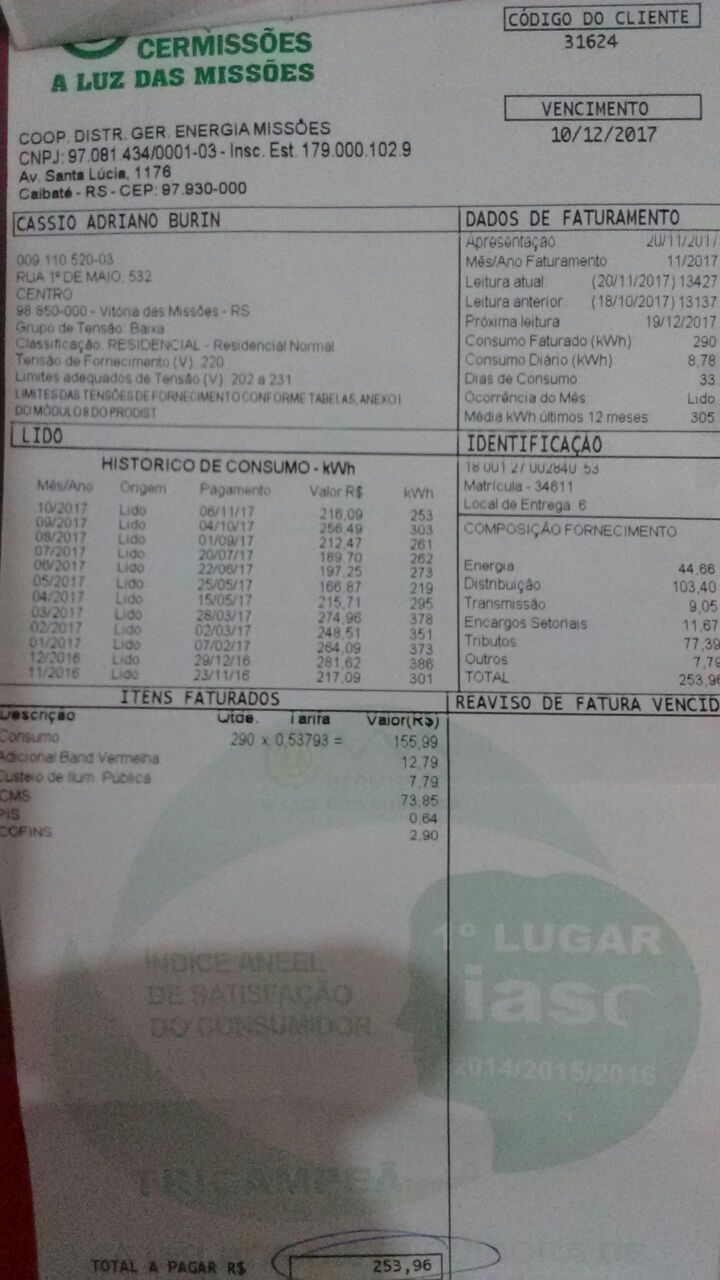 CERMISSÕES
A LUZ DAS MISSÕES
CÓDIGO DO CLIENTE
31624
VENCIMENTO
10/12/2017
COOP. DISTR. GER. ENERGIA MISSÕES
CNPJ: 97.081.434/0001-03 - Insc. Est. 179.000.102.9
Av. Santa Lúcia, 1176
Caibaté - RS - CEP: 97.930-000
CASSIO ADRIANO BURIN
009 110 520-03
RUA 1º DE MAIO, 532
CENTRO
98 850-000 - Vitória das Missões - RS
Grupo de Tensão Baixa
Classificação RESIDENCIAL - Residencial Normal
Tensão de Fornecimento (V) 220
Limites adequados de Tensão (V) 202 a 231
LIMITES DAS TENSÕES DE FORNECIMENTO CONFORME TABELA 5, ANEXO I
DO MÓDULO 8 DO PRODIST
DADOS DE FATURAMENTO
Apresentação 20/11/2017
Mês/Ano Faturamento 11/2017
Leitura atual: (20/11/2017) 13427
Leitura anterior (18/10/2017) 13137
Próxima leitura 19/12/2017
Consumo Faturado (kWh) 290
Consumo Diário (kWh) 8,78
Dias de Consumo 33
Ocorrência do Mês Lido
Média kWh últimos 12 meses 305
LIDO
HISTORICO DE CONSUMO - kWh
Mês/Ano Origem Pagamento Valor R$ kWh
10/2017 Lido 06/11/17 216,09 253
09/2017 Lido 04/10/17 256,49 303
08/2017 Lido 01/09/17 212,47 261
07/2017 Lido 20/07/17 189,70 262
06/2017 Lido 22/06/17 197,25 273
05/2017 Lido 25/05/17 166,87 219
04/2017 Lido 15/05/17 215,71 295
03/2017 Lido 28/03/17 274,96 378
02/2017 Lido 02/03/17 248,51 351
01/2017 Lido 07/02/17 264,09 373
12/2016 Lido 29/12/16 281,62 386
11/2016 Lido 23/11/16 217,09 301
IDENTIFICAÇÃO
18 001 27 002840 53
Matrícula - 34611
Local de Entrega 6
COMPOSIÇÃO FORNECIMENTO
Energia 44,66
Distribuição 103,40
Transmissão 9,05
Encargos Setoriais 11,67
Tributos 77,39
Outros 7,79
TOTAL 253,96
ITENS FATURADOS
Descrição Qtde. Tarifa Valor(R$)
Consumo 290 x 0,53793 = 155,99
Adicional Band Vermelha 12,79
Custeio de Ilum. Pública 7,79
ICMS 73,85
PIS 0,64
COFINS 2,90
REAVISO DE FATURA VENCID
ÍNDICE ANEEL
DE SATISFAÇÃO
DO CONSUMIDOR
1º LUGAR
iasc
2014/2015/2016
TRICAMPEÃ
TOTAL A PAGAR R$ 253,96